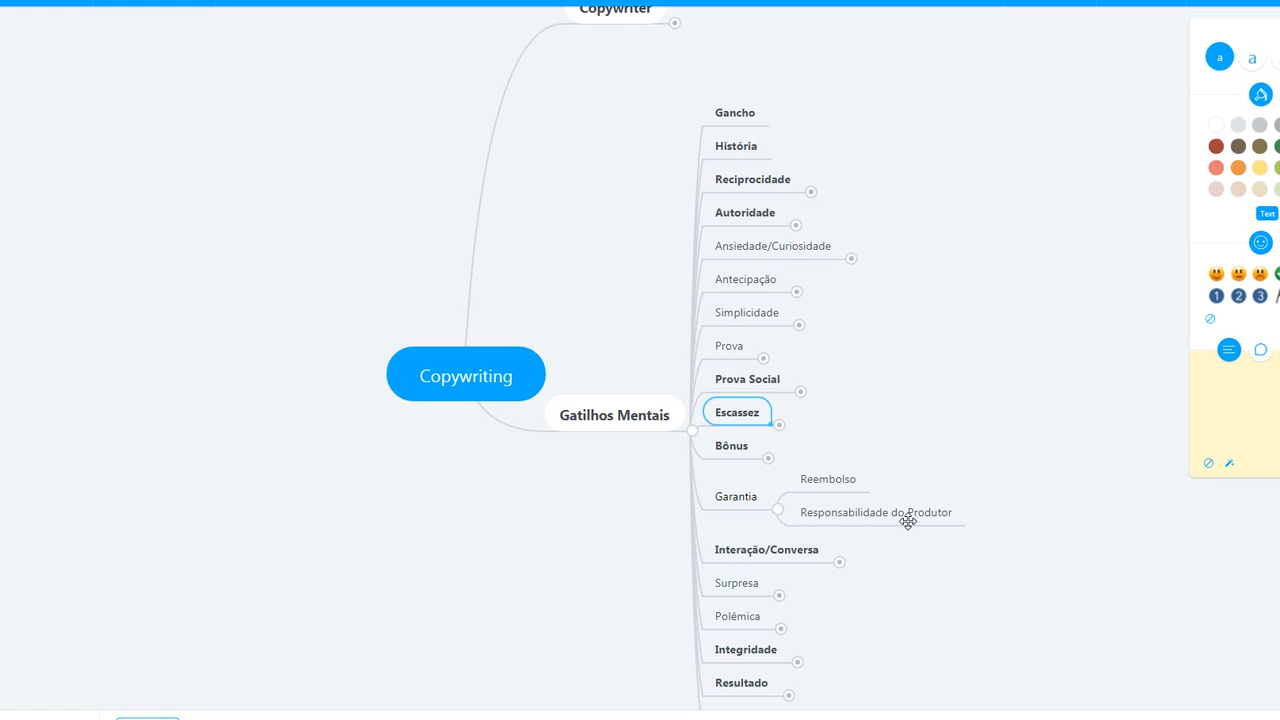 Copywriter
Gancho
História
Reciprocidade
Autoridade
Ansiedade/Curiosidade
Antecipação
Simplicidade
Prova
Prova Social
Copywriting
Gatilhos Mentais
Escassez
Bônus
Garantia
Reembolso
Responsabilidade do Produtor
Interação/Conversa
Surpresa
Polêmica
Integridade
Resultado
a
a
Text
1 2 3